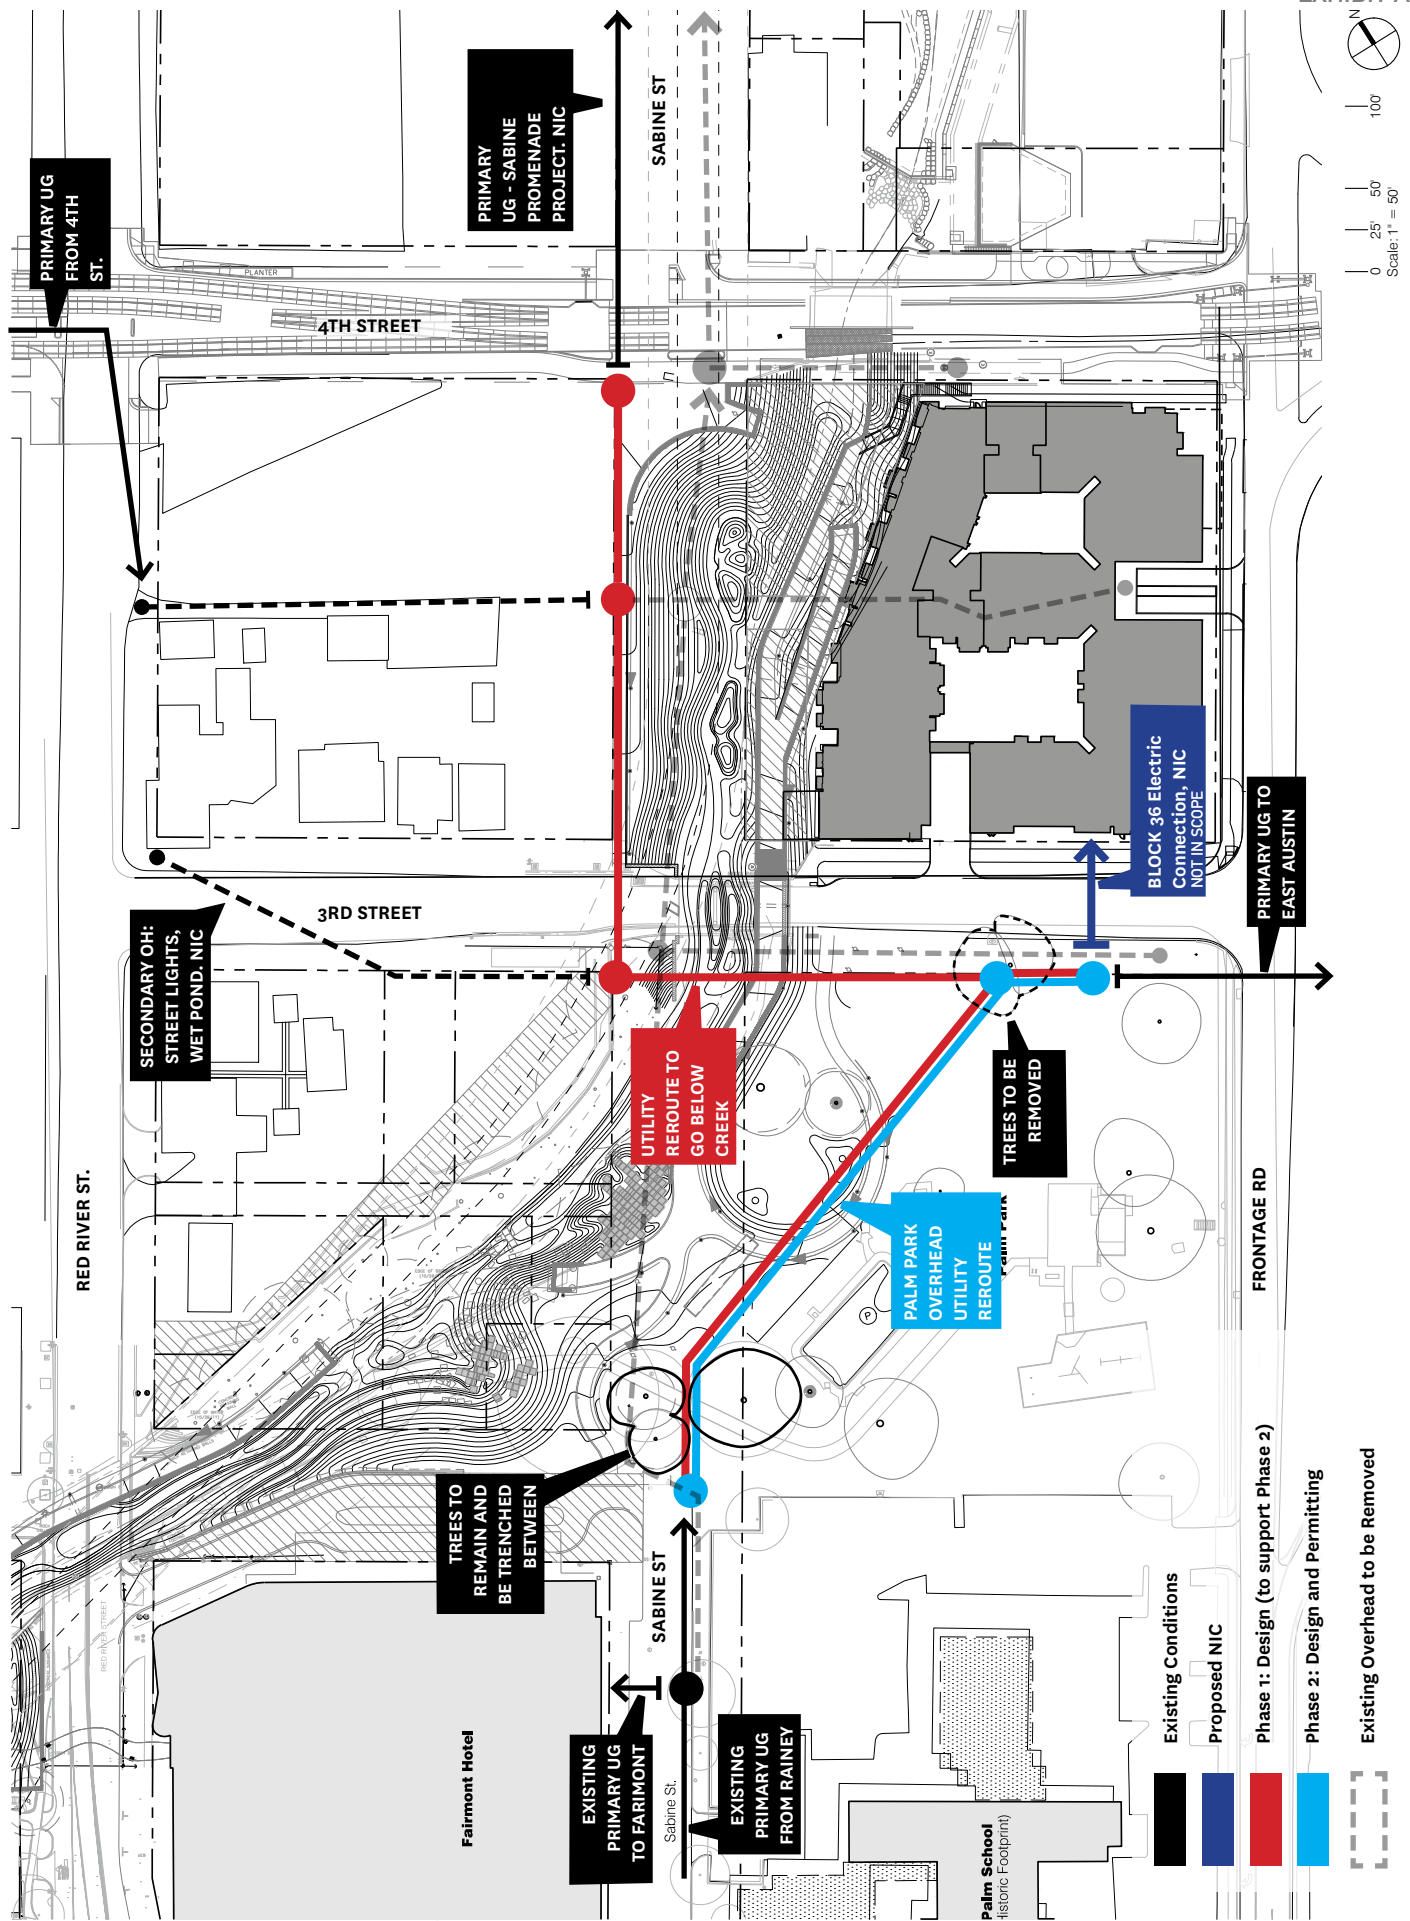 N
0 25' 50' 100'
Scale: 1" = 50'
PRIMARY UG
FROM 4TH
ST.
PRIMARY
UG - SABINE
PROMENADE
PROJECT. NIC
SABINE ST
PLANTER
4TH STREET
SECONDARY OH:
STREET LIGHTS,
WET POND. NIC
3RD STREET
BLOCK 36 Electric
Connection, NIC
NOT IN SCOPE
PRIMARY UG TO
EAST AUSTIN
UTILITY
REROUTE TO
GO BELOW
CREEK
TREES TO BE
REMOVED
RED RIVER ST.
PALM PARK
OVERHEAD
UTILITY
REROUTE
Palm Park
P
FRONTAGE RD
TREES TO
REMAIN AND
BE TRENCHED
BETWEEN
SABINE ST
RED RIVER STREET
Fairmont Hotel
EXISTING
PRIMARY UG
TO FARIMONT
Sabine St.
EXISTING
PRIMARY UG
FROM RAINEY
Palm School
Historic Footprint)
Existing Conditions
Proposed NIC
Phase 1: Design (to support Phase 2)
Phase 2: Design and Permitting
Existing Overhead to be Removed